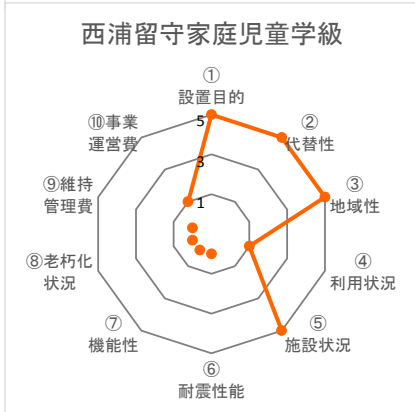 西浦留守家庭児童学級
①
設置目的
②
代替性
③
地域性
④
利用状況
⑤
施設状況
⑥
耐震性能
⑦
機能性
⑧老朽化
状況
⑨維持
管理費
⑩事業
運営費
5
3
1